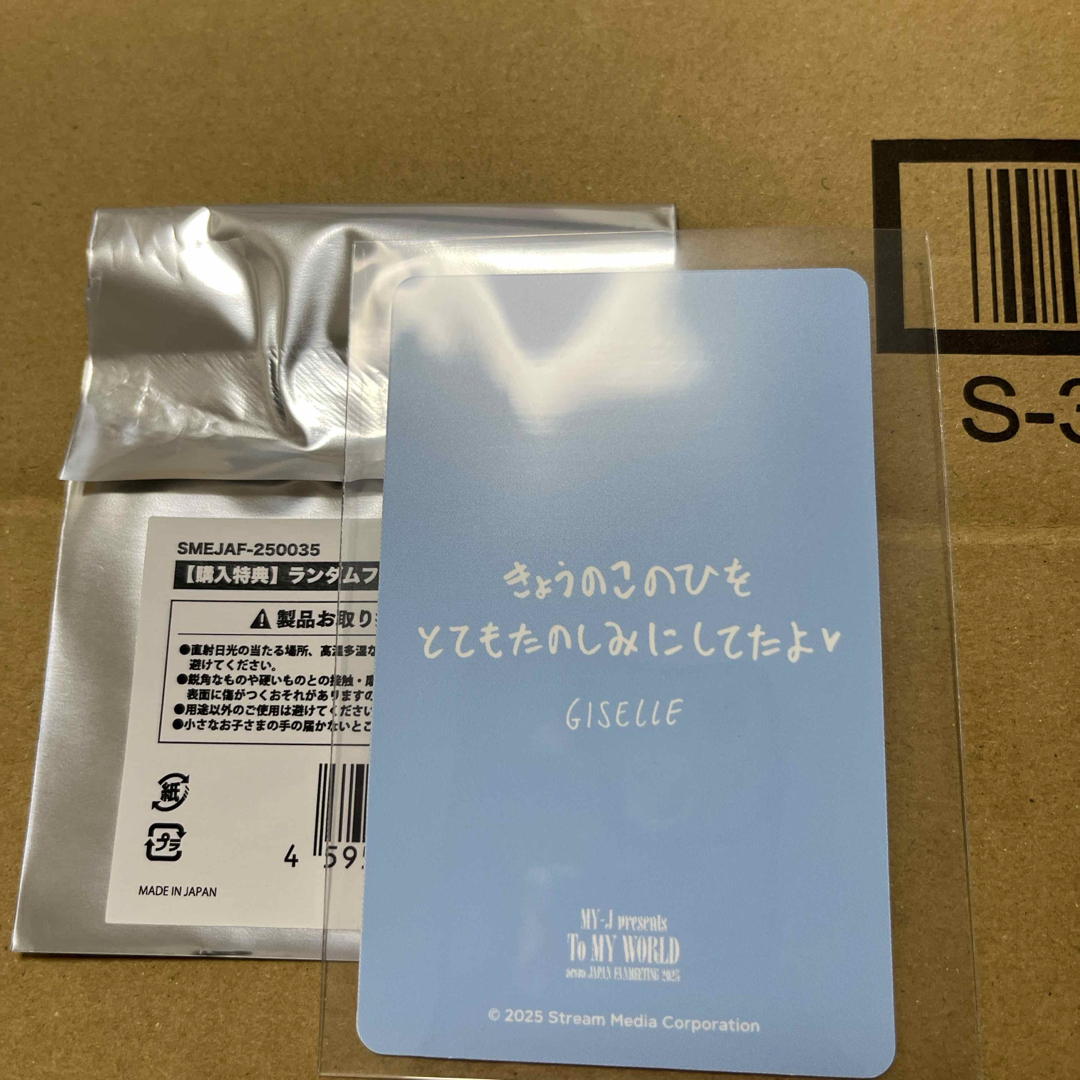 S-3
SMEJAF-250035
【購入特典】ランダムフ
製品お取り
●直射日光の当たる場所、高温多湿な
避けてください。
●鋭角なものや硬いものとの接触・摩
表面に傷がつくおそれがありますの
●用途以外のご使用は避けてください
●小さなお子さまの手の届かないとこ
紙
プラ
4 595
MADE IN JAPAN
きょうのこのひを
とてもたのしみにしてたよ♥
GISELLE
MY-J presents
To MY WORLD
aespa JAPAN FANMEETING 2025
© 2025 Stream Media Corporation